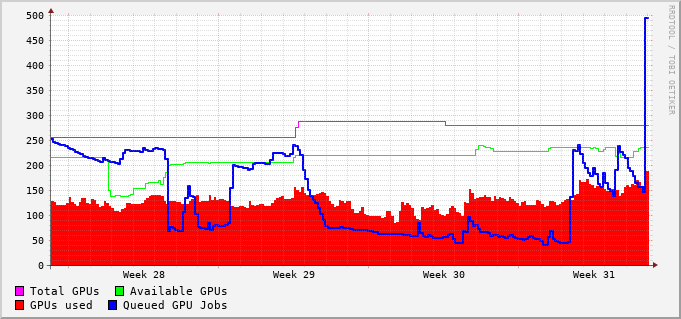 500
450
400
350
300
250
200
150
100
50
0
Week 28 Week 29 Week 30 Week 31
Total GPUs Available GPUs
GPUs used Queued GPU Jobs
RRDTOOL / TOBI OETIKER